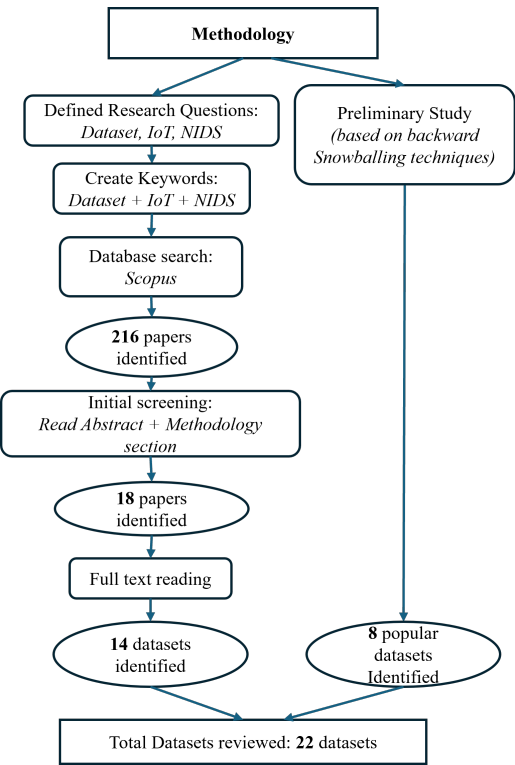 Methodology
Defined Research Questions:
Dataset, IoT, NIDS
Create Keywords:
Dataset + IoT + NIDS
Database search:
Scopus
216 papers
identified
Initial screening:
Read Abstract + Methodology
section
18 papers
identified
Full text reading
14 datasets
identified
Preliminary Study
(based on backward
Snowballing techniques)
8 popular
datasets
Identified
Total Datasets reviewed: 22 datasets